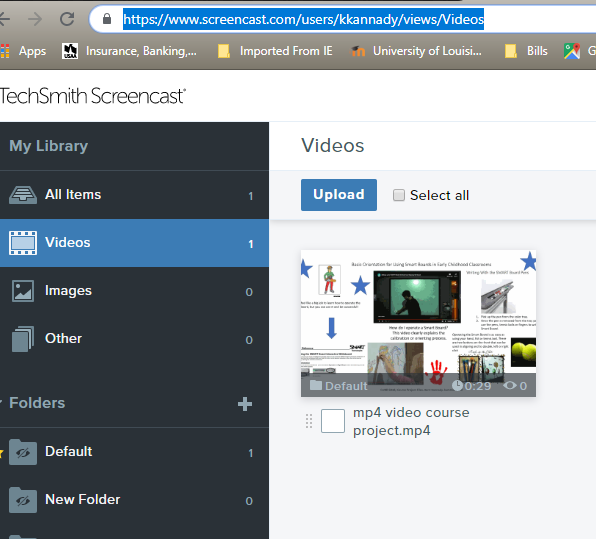 https://www.screencast.com/users/kkannady/views/Videos
Apps Insurance, Banking,... Imported From IE University of Louisi... Bills G
TechSmith Screencast®
My Library
Videos
All Items 1
Upload Select all
Videos 1
Images 0
Other 0
Basic Orientation for Using Smart Boards in Early Childhood Classrooms
Writing With the SMART Board Pens
How do I operate a Smart Board?
This video clearly explains the
calibration or orienting process.
SMART
Default 0:29 0
Folders +
mp4 video course
project.mp4
Default 1
New Folder 0